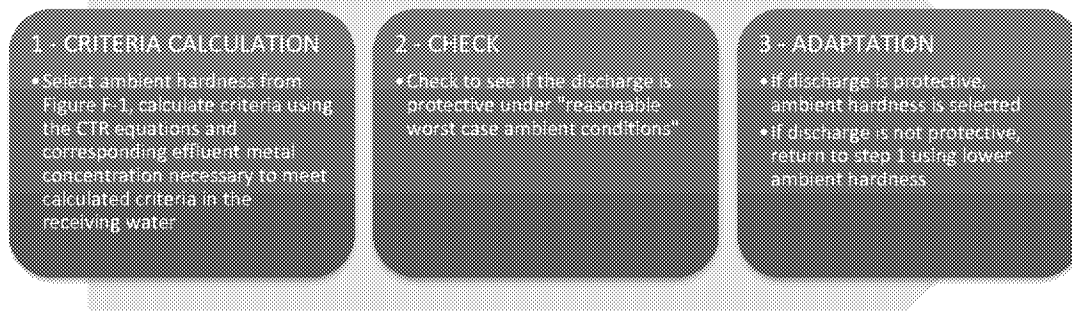 1 - CRITERIA CALCULATION
• Select ambient hardness from
Figure F-1, calculate criteria using
the CTR equations and
corresponding effluent metal
concentration necessary to meet
calculated criteria in the
receiving water
2 - CHECK
• Check to see if the discharge is
protective under "reasonable
worst case ambient conditions"
3 - ADAPTATION
• If discharge is protective,
ambient hardness is selected
• If discharge is not protective,
return to step 1 using lower
ambient hardness